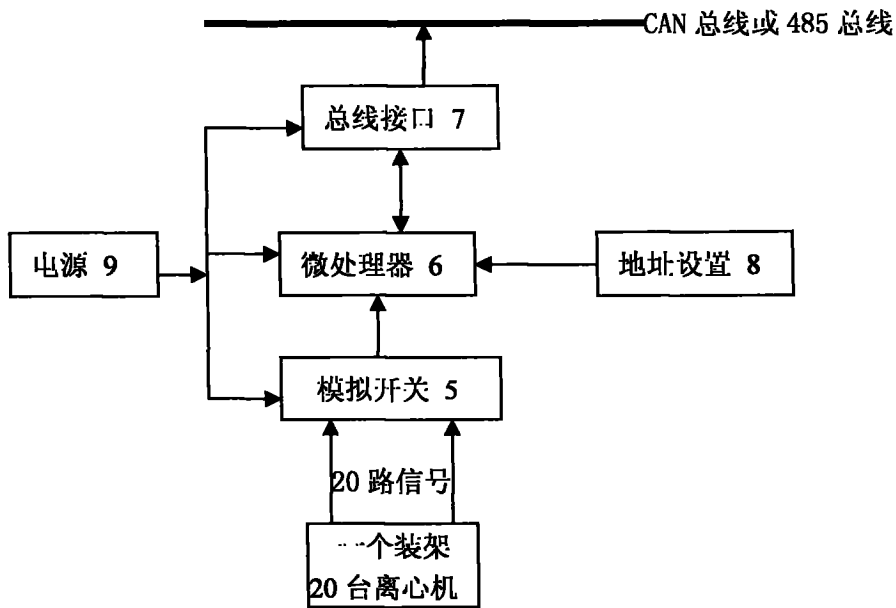 CAN 总线或 485 总线
总线接口 7
电源 9
微处理器 6
地址设置 8
模拟开关 5
20 路信号
一个装架
20 台离心机